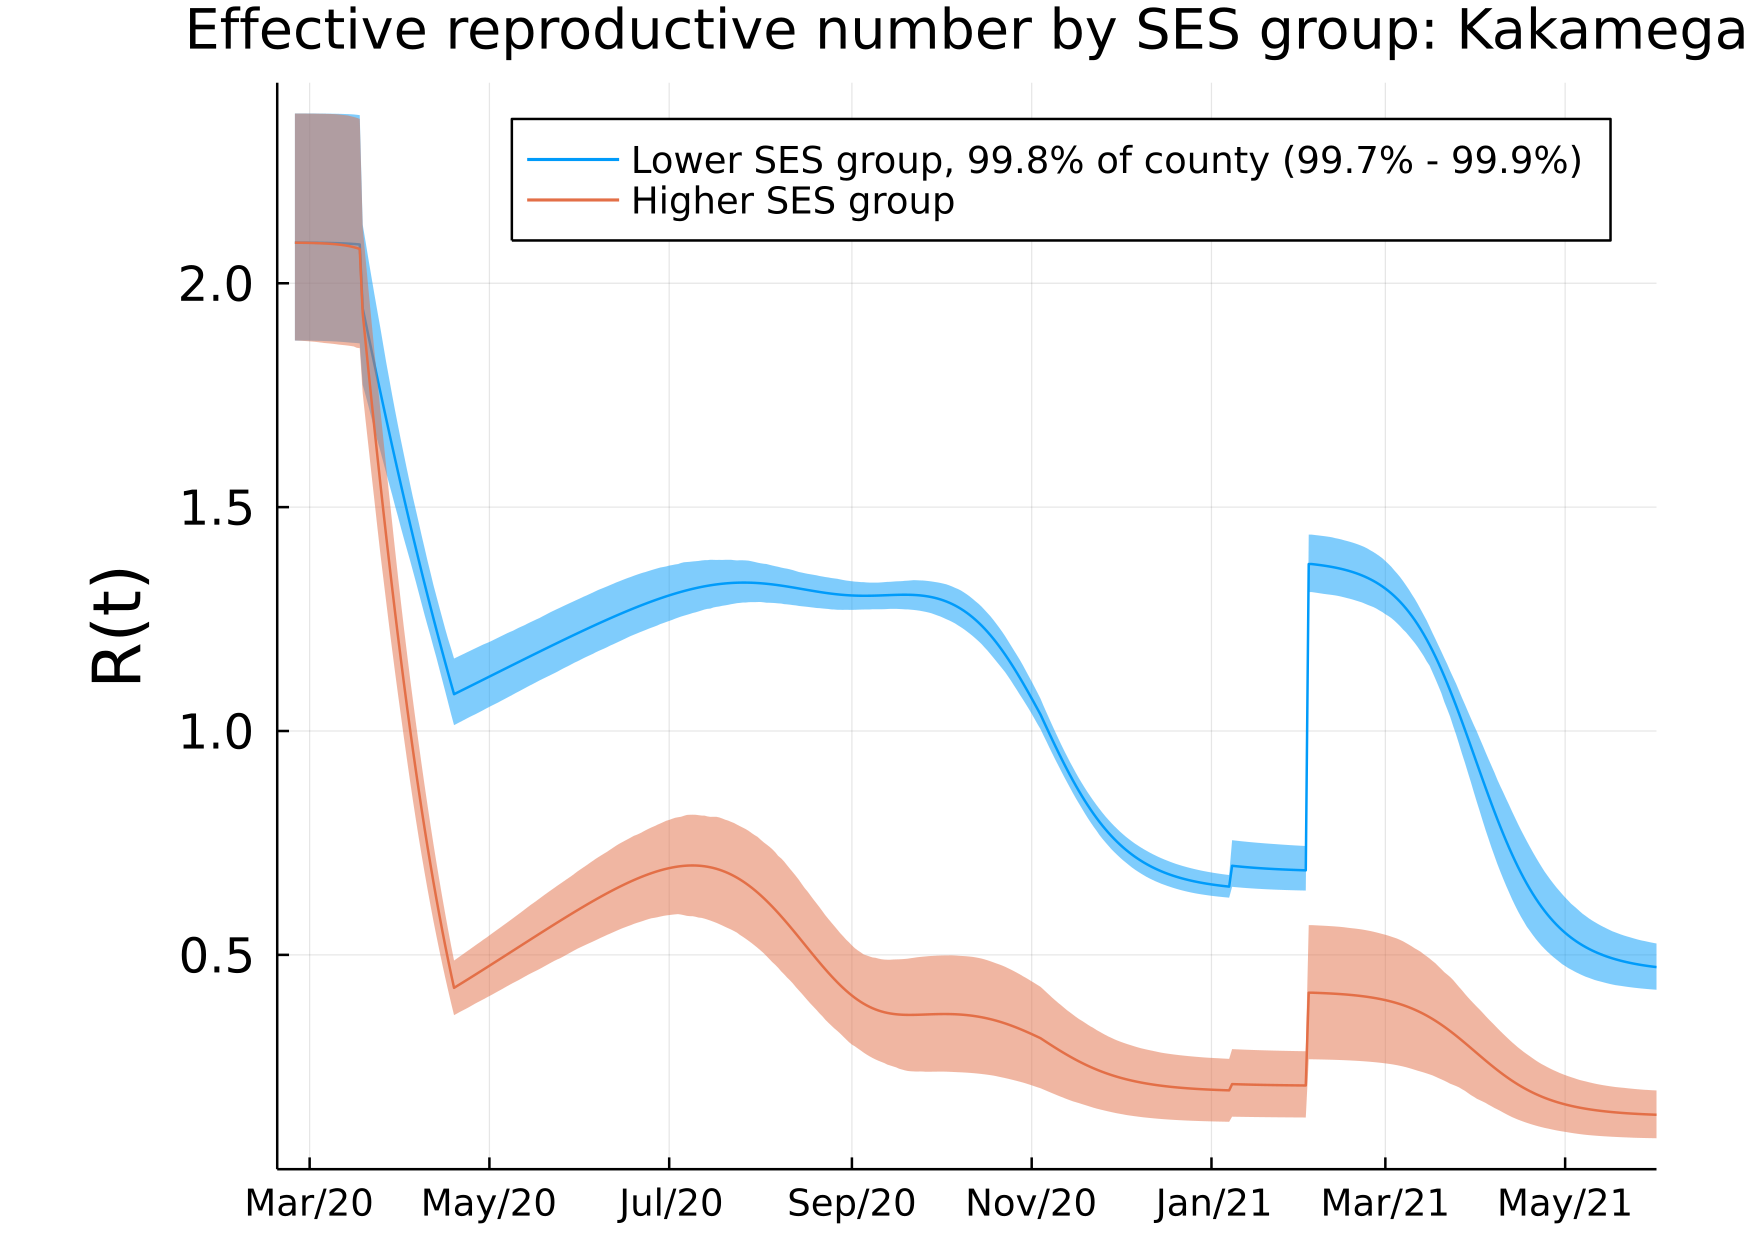 Effective reproductive number by SES group: Kakamega
Lower SES group, 99.8% of county (99.7% - 99.9%)
Higher SES group
R(t)
2.0
1.5
1.0
0.5
Mar/20 May/20 Jul/20 Sep/20 Nov/20 Jan/21 Mar/21 May/21